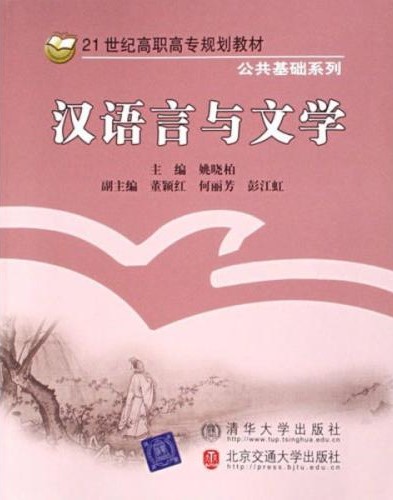 21世纪高职高专规划教材
公共基础系列
汉语言与文学
主 编 姚晓柏
副主编 董颖红 何丽芳 彭江虹
清华大学出版社
http://www.tup.tsinghua.edu.cn
北京交通大学出版社
http://press.bjtu.edu.cn